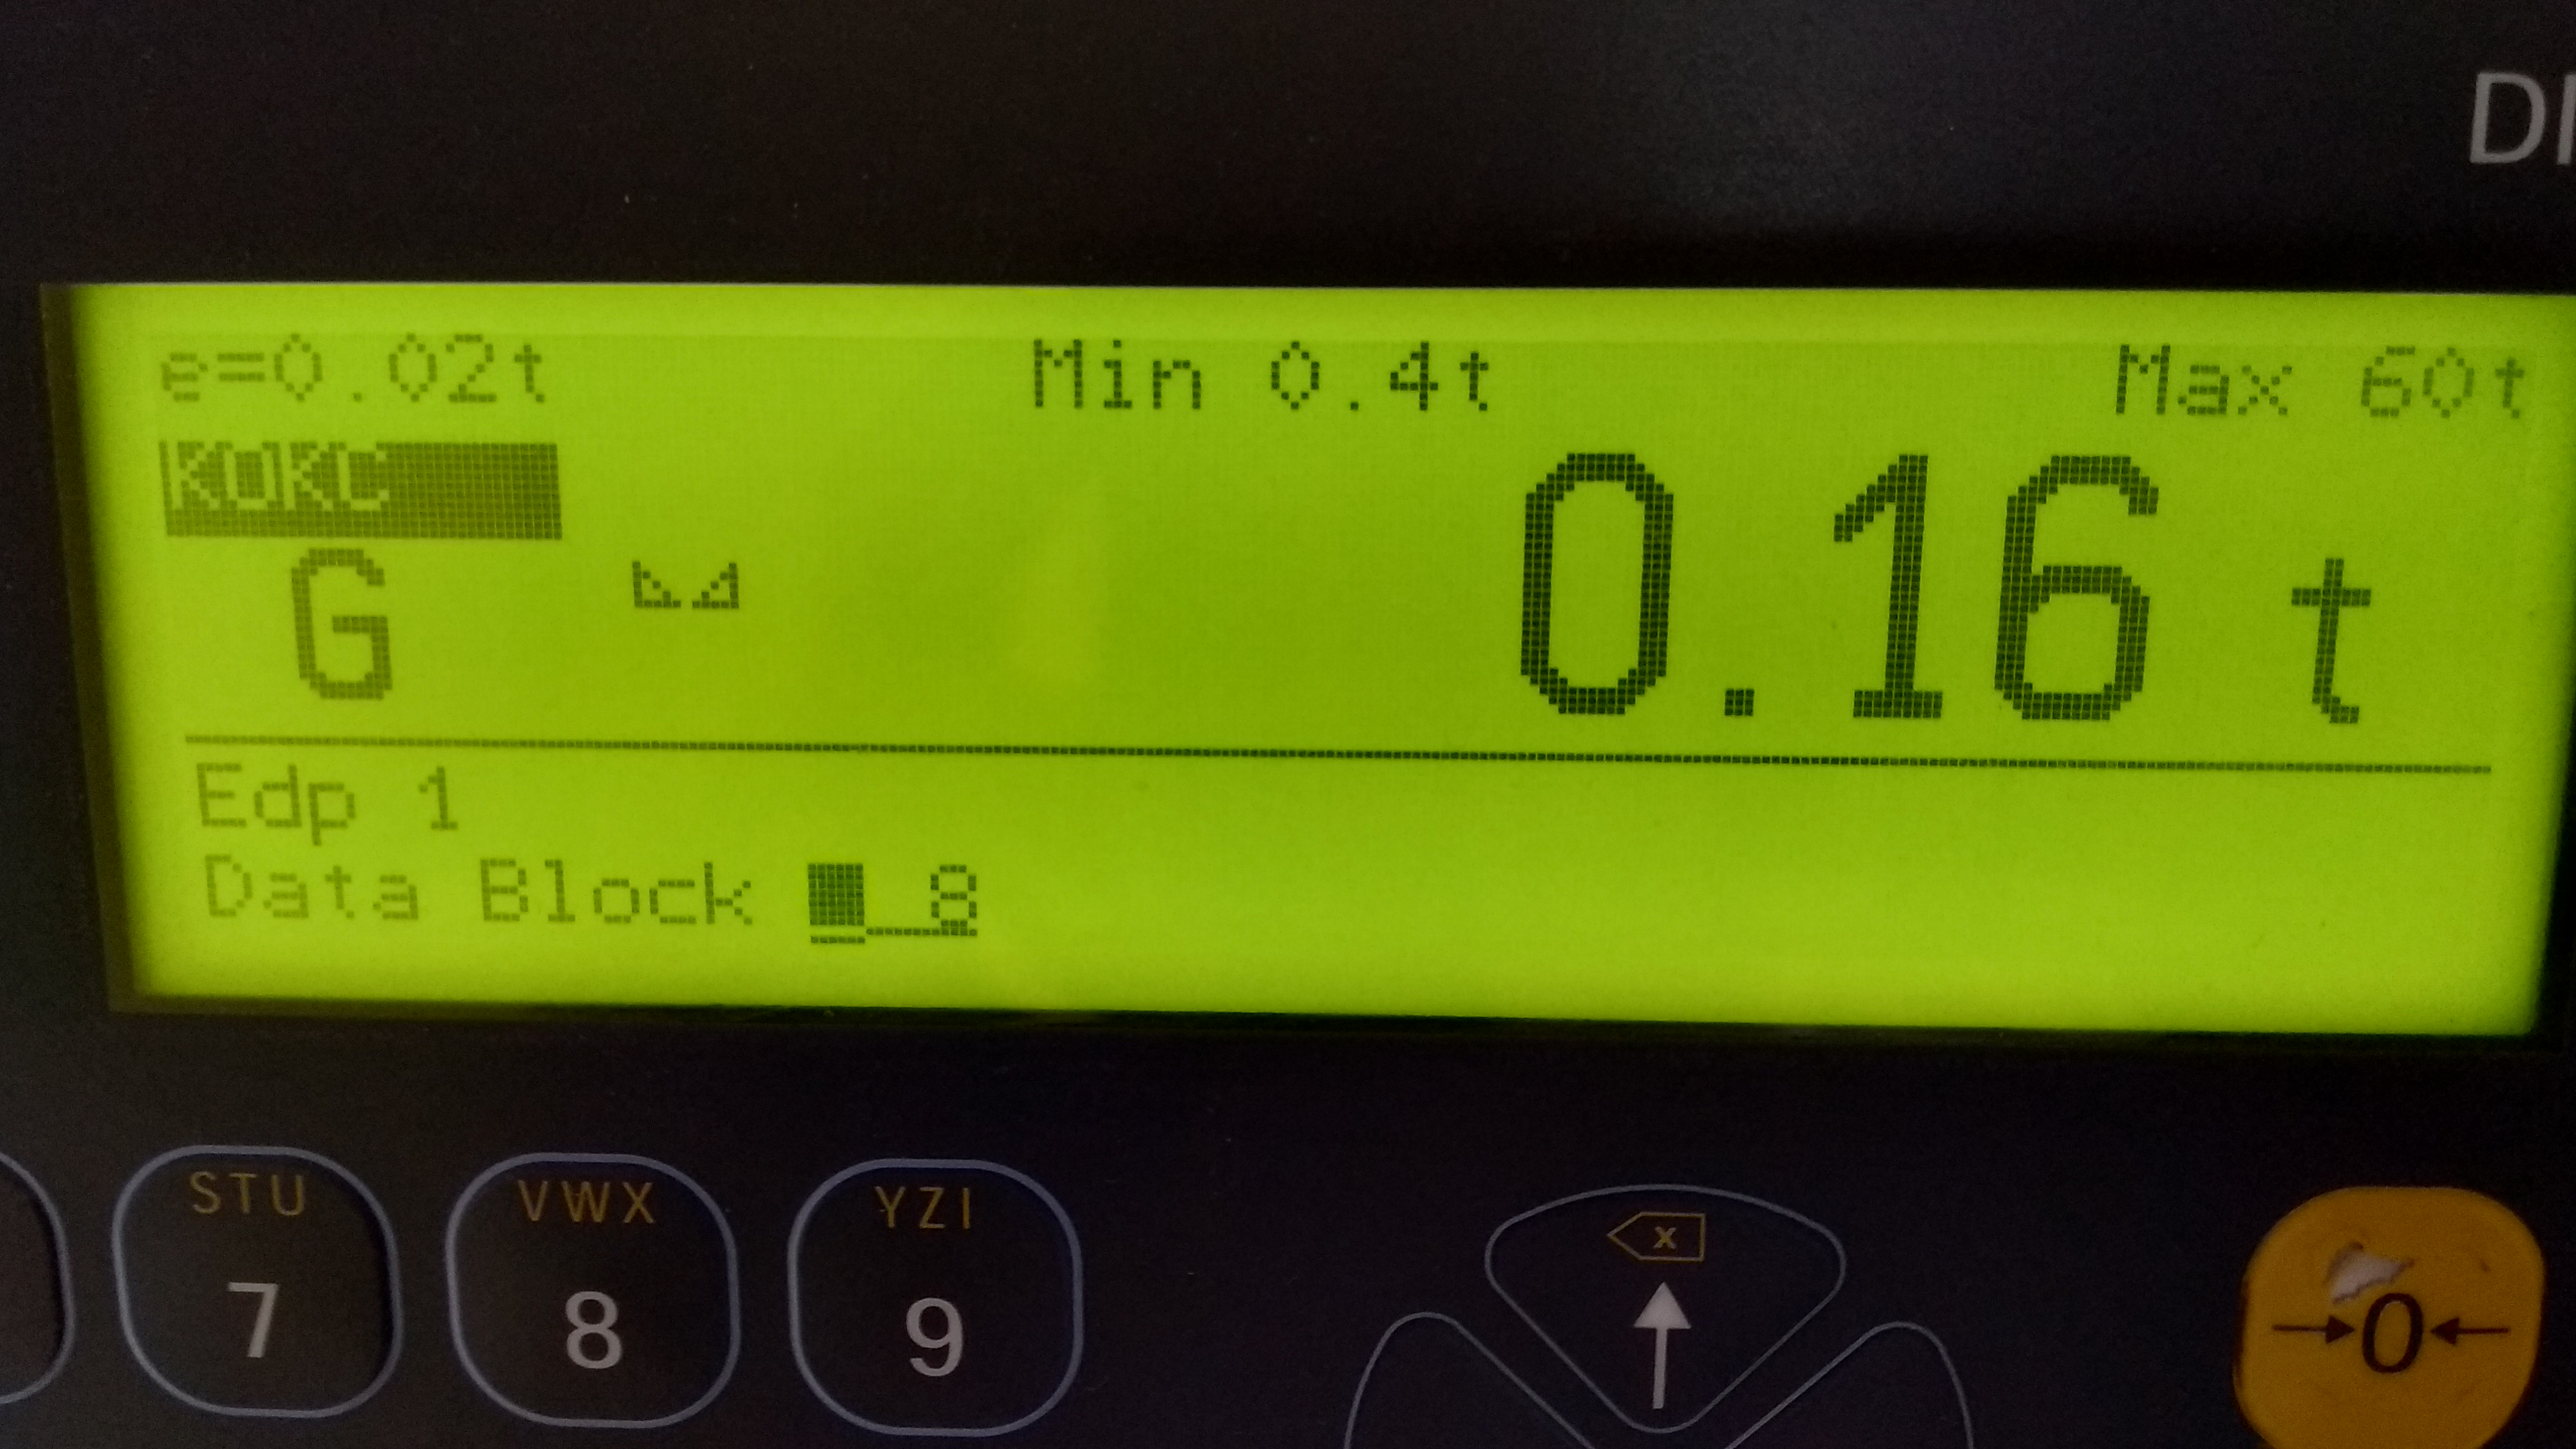 e=0.02t Min 0.4t Max 60t
KOKC
G 0.16 t
Edp 1
Data Block 8
STU VWX YZI
7 8 9
x
→0←